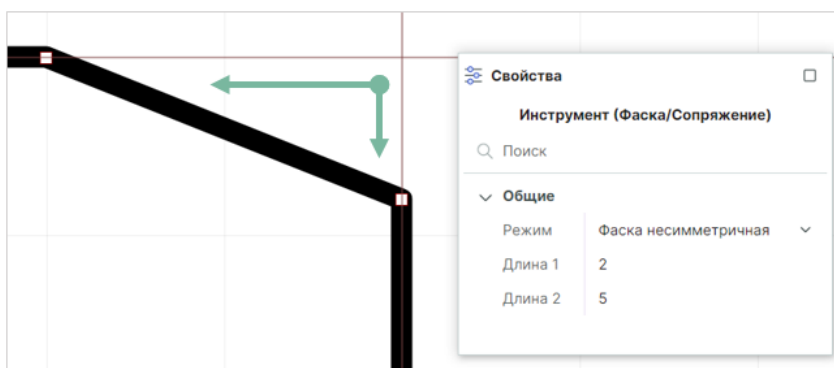 Свойства
Инструмент (Фаска/Сопряжение)
Поиск
Общие
Режим Фаска несимметричная
Длина 1 2
Длина 2 5